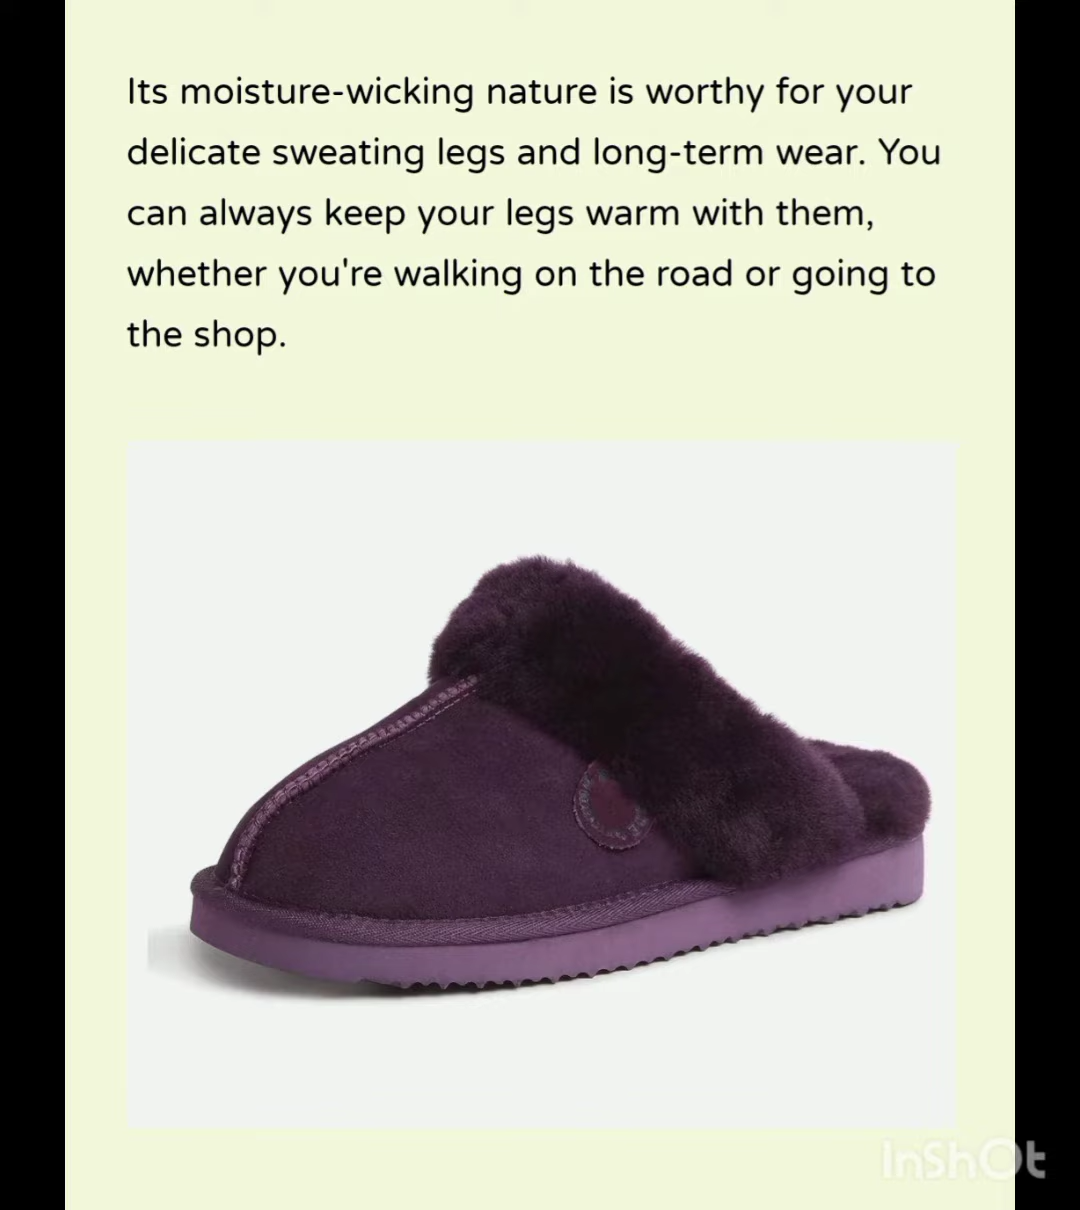 Its moisture-wicking nature is worthy for your
delicate sweating legs and long-term wear. You
can always keep your legs warm with them,
whether you're walking on the road or going to
the shop.
InShOt